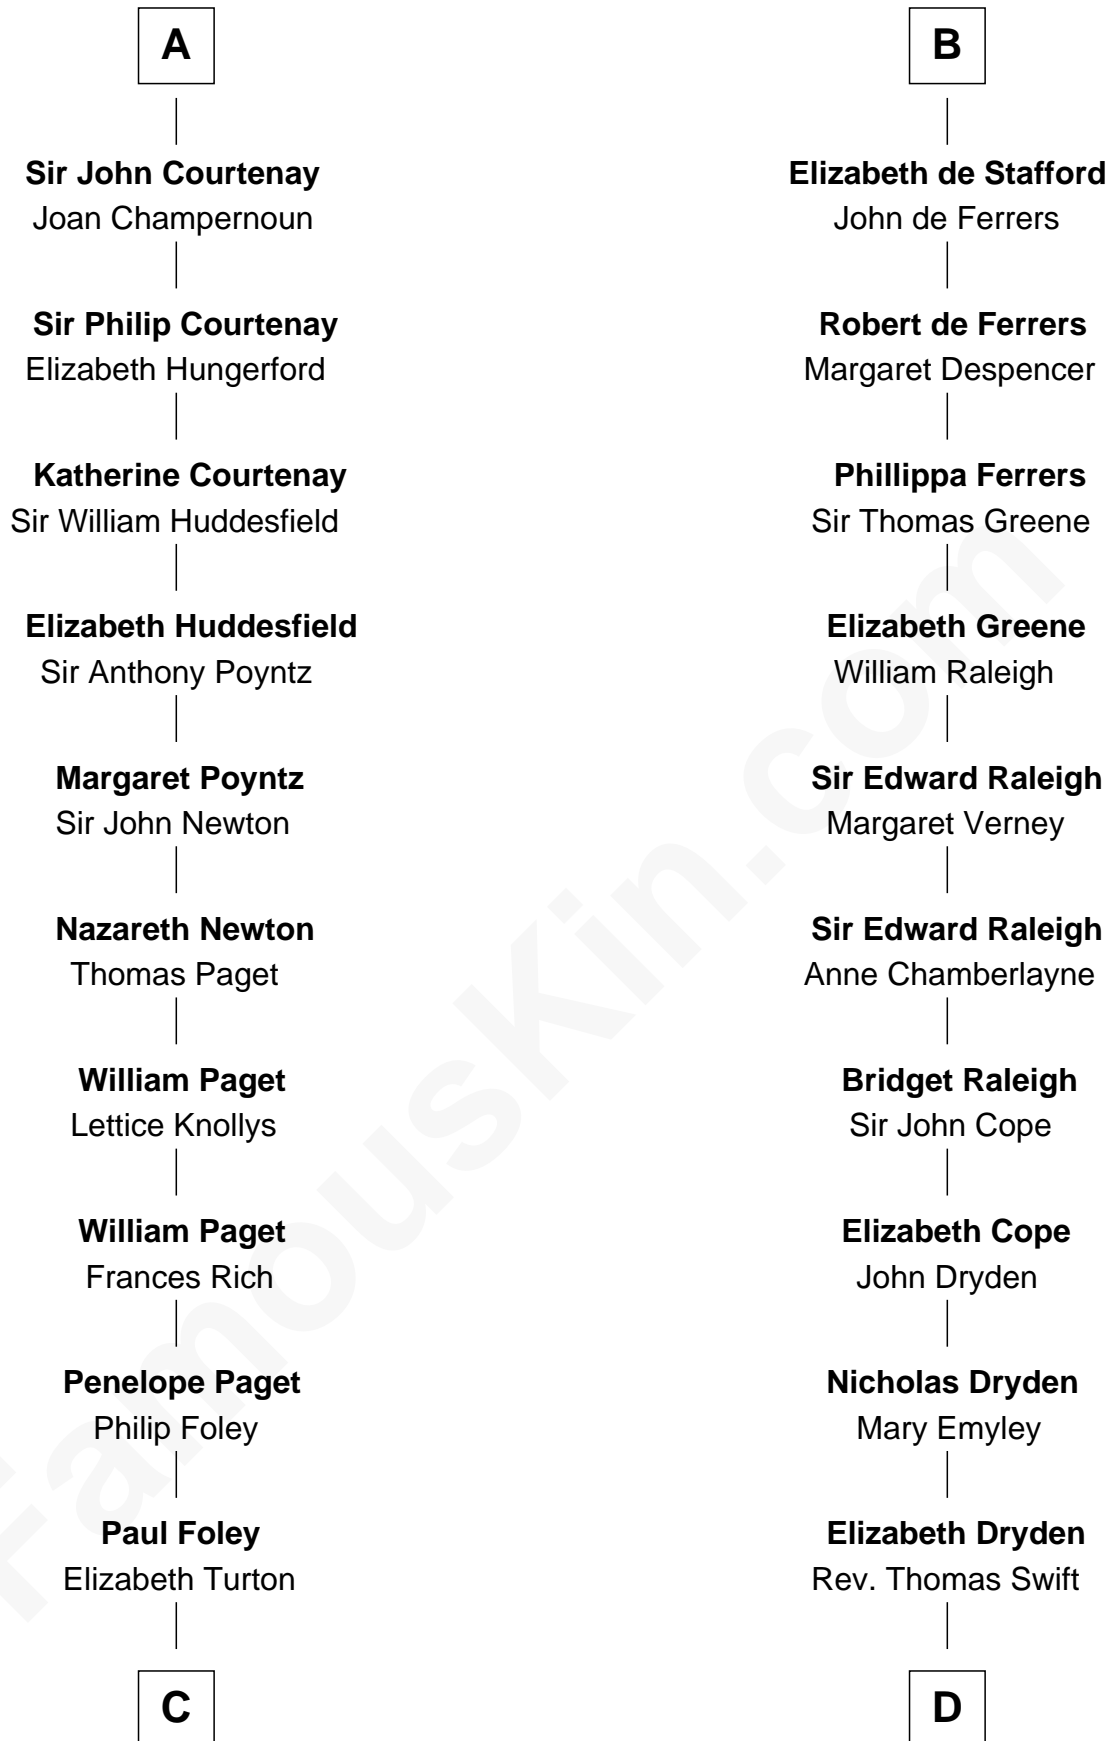 A
Sir John Courtenay
Joan Champernoun
Sir Philip Courtenay
Elizabeth Hungerford
Katherine Courtenay
Sir William Huddesfield
Elizabeth Huddesfield
Sir Anthony Poyntz
Margaret Poyntz
Sir John Newton
Nazareth Newton
Thomas Paget
William Paget
Lettice Knollys
William Paget
Frances Rich
Penelope Paget
Philip Foley
Paul Foley
Elizabeth Turton
C
B
Elizabeth de Stafford
John de Ferrers
Robert de Ferrers
Margaret Despencer
Phillippa Ferrers
Sir Thomas Greene
Elizabeth Greene
William Raleigh
Sir Edward Raleigh
Margaret Verney
Sir Edward Raleigh
Anne Chamberlayne
Bridget Raleigh
Sir John Cope
Elizabeth Cope
John Dryden
Nicholas Dryden
Mary Emyley
Elizabeth Dryden
Rev. Thomas Swift
D
FamousKin.com